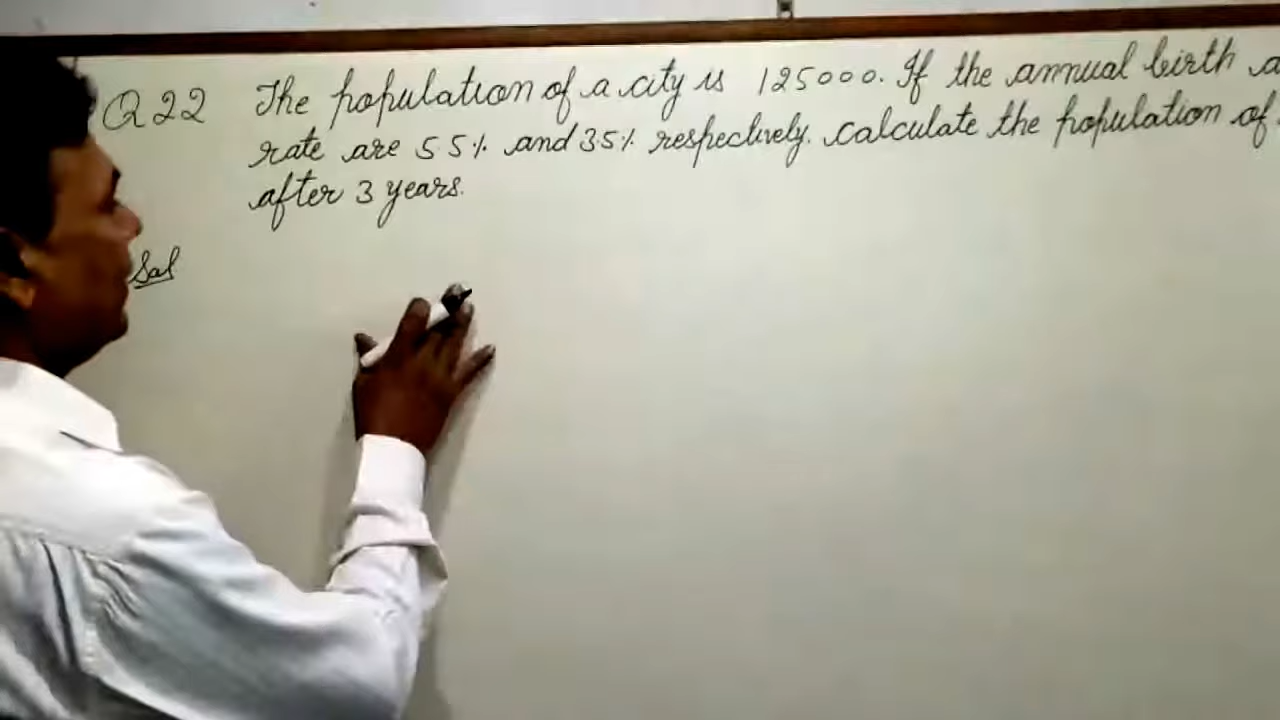 Q 22 The population of a city is 125000. If the annual birth a
rate are 5.5% and 3.5% respectively. calculate the population of
after 3 years.
Sol